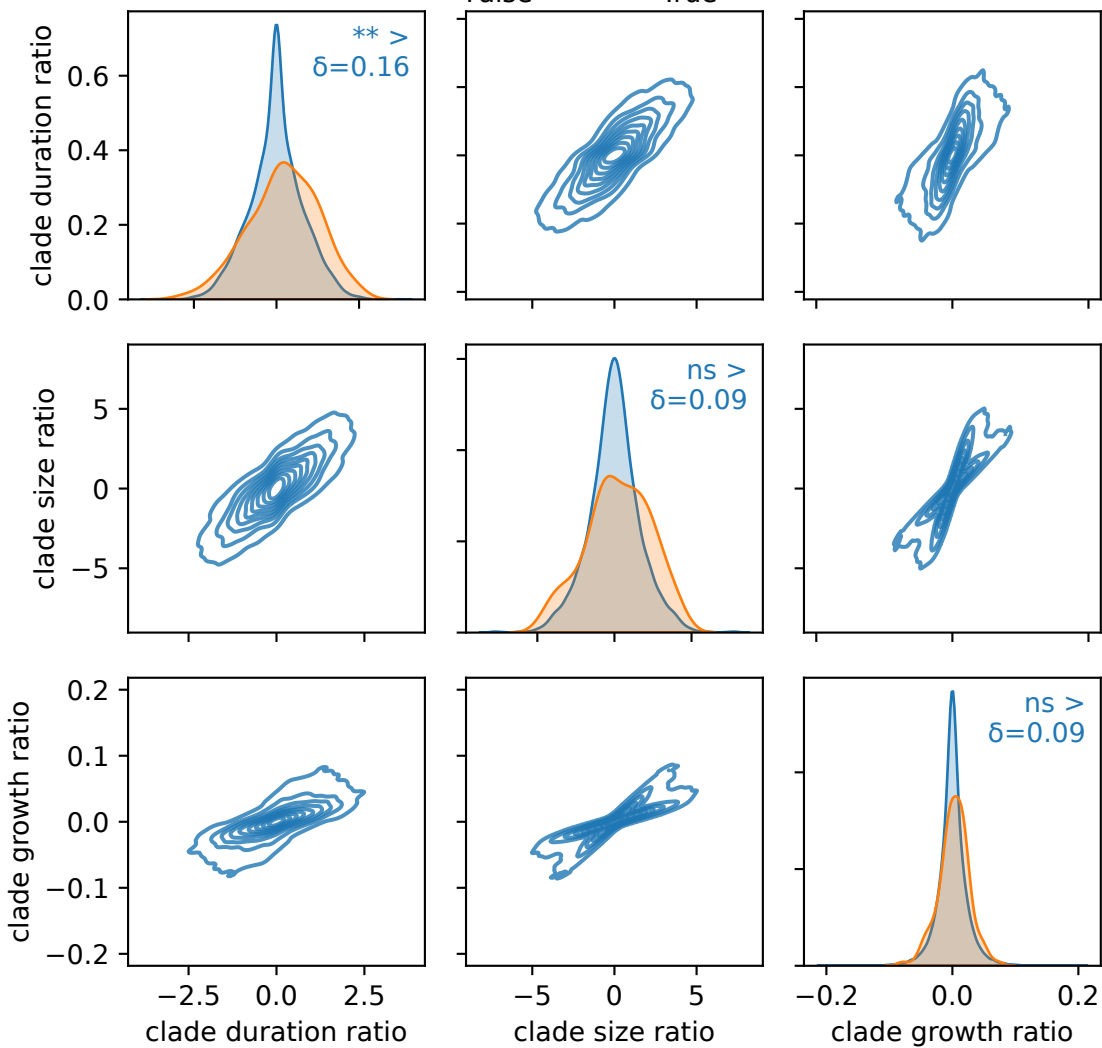 clade duration ratio
0.6
0.4
0.2
0.0
** >
δ=0.16
clade size ratio
5
0
−5
ns >
δ=0.09
clade growth ratio
0.2
0.1
0.0
−0.1
−0.2
ns >
δ=0.09
−2.5 0.0 2.5
−5 0 5
−0.2 0.0 0.2
clade duration ratio
clade size ratio
clade growth ratio